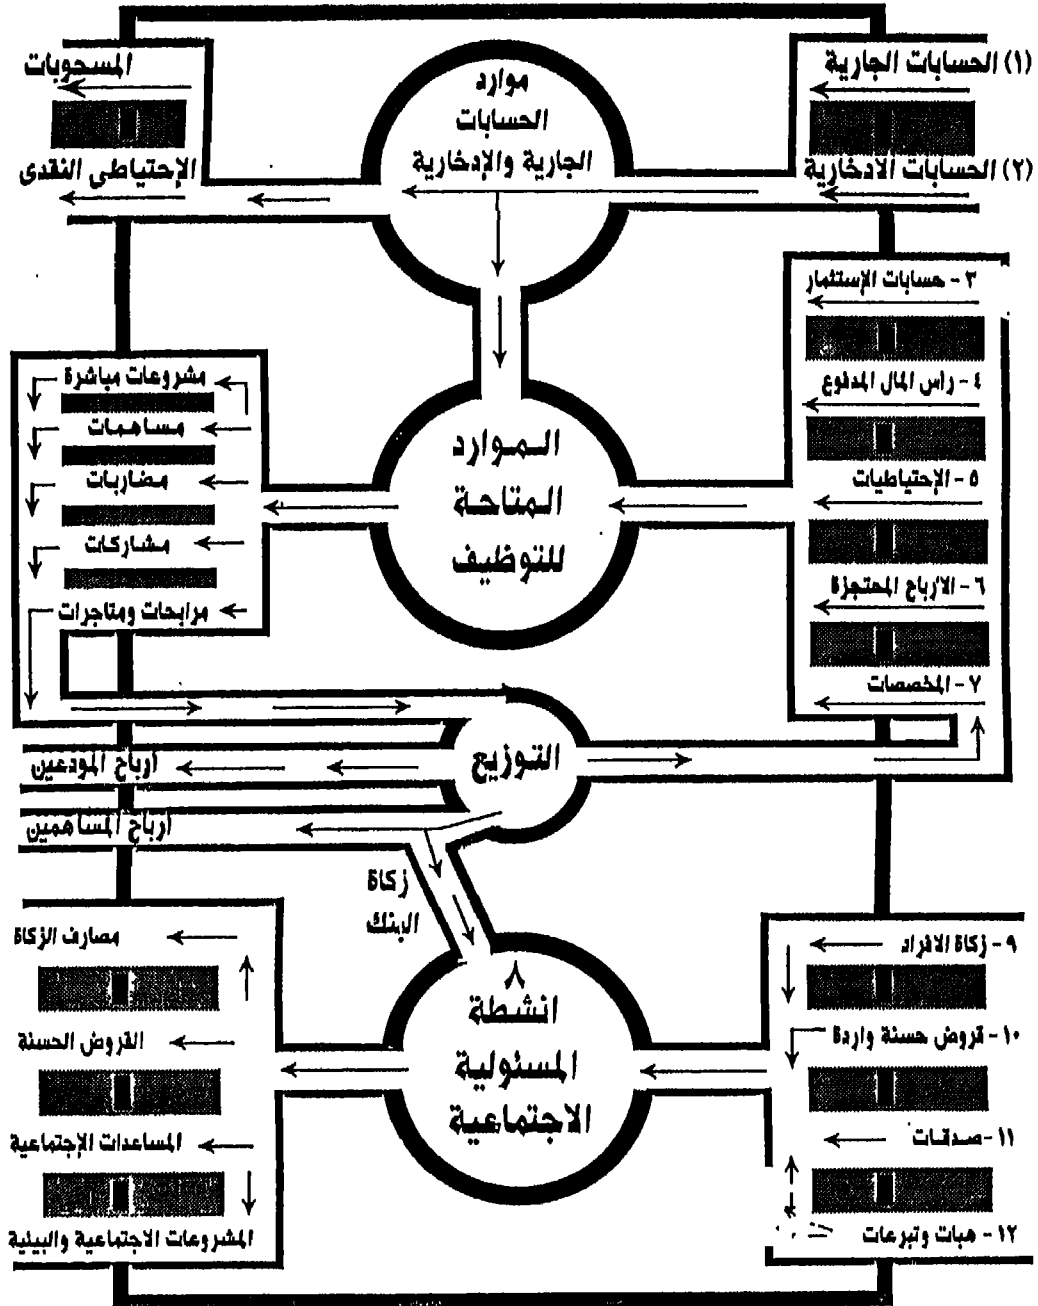 (١) الحسابات الجارية
(٢) الحسابات الادخارية
موارد
الحسابات
الجارية والإدخارية
المسحوبات
الإحتياطى النقدى
٣ - حسابات الإستثمار
٤ - راس المال المدفوع
٥ - الإحتياطيات
٦ - الارباح المحتجزة
٧ - المخصصات
الموارد
المتاحة
للتوظيف
مشروعات مباشرة
مساهمات
مضاربات
مشاركات
مرابحات ومتاجرات
التوزيع
ارباح المودعين
ارباح المساهمين
زكاة
البنك
٩ - زكاة الافراد
١٠ - قروض حسنة واردة
١١ - صدقات
١٢ - هبات وتبرعات
٨
انشطة
المسئولية
الاجتماعية
مصارف الزكاة
القروض الحسنة
المساعدات الإجتماعية
المشروعات الاجتماعية والبيئية